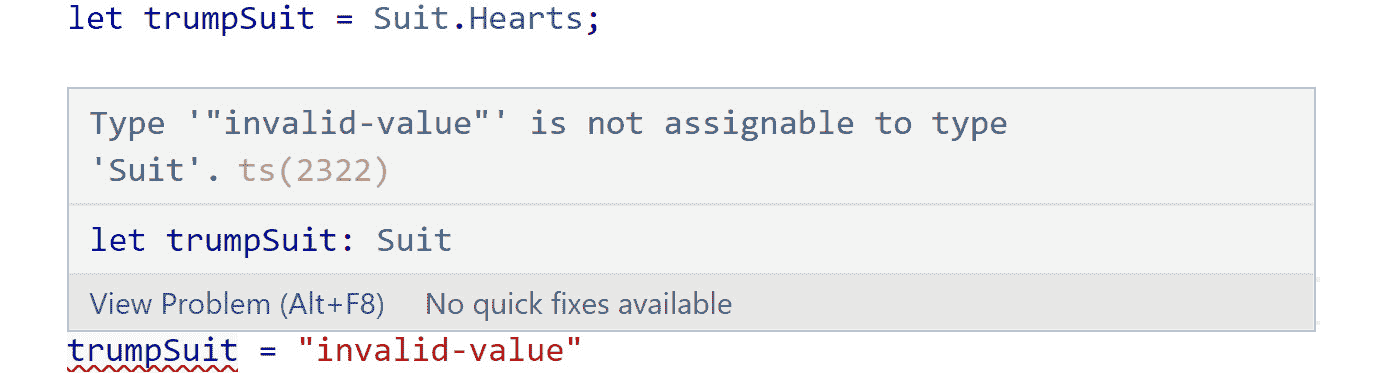 let trumpSuit = Suit.Hearts;
Type '"invalid-value"' is not assignable to type
'Suit'. ts(2322)
let trumpSuit: Suit
View Problem (Alt+F8) No quick fixes available
trumpSuit = "invalid-value"